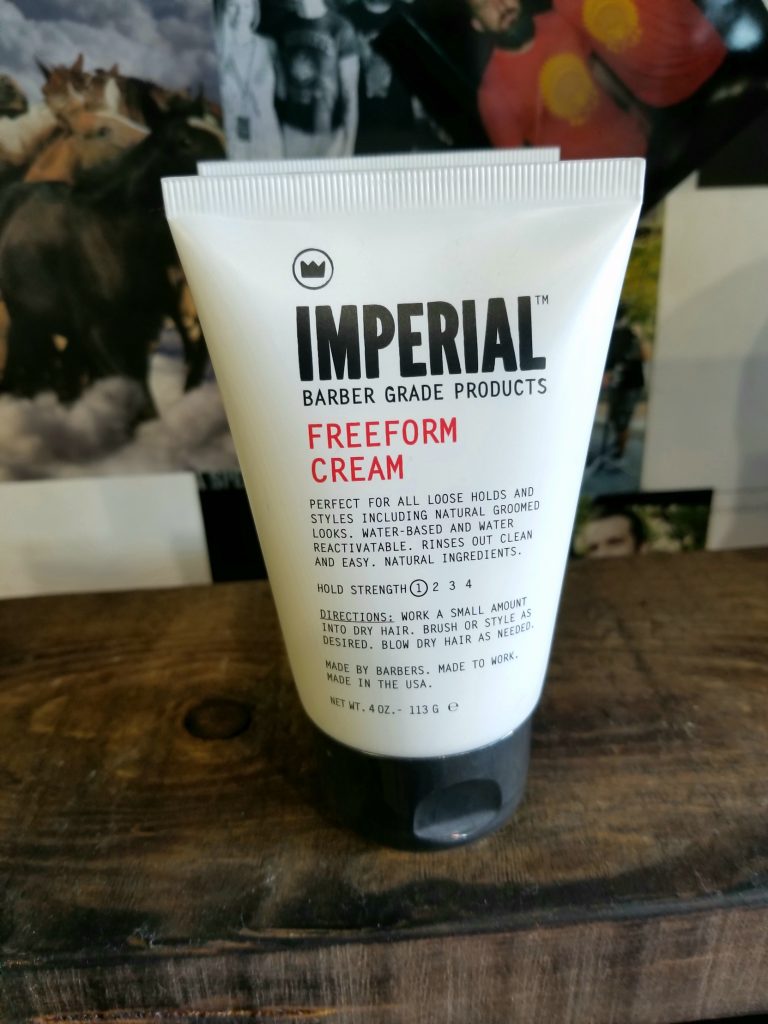 IMPERIAL™
BARBER GRADE PRODUCTS
FREEFORM
CREAM
PERFECT FOR ALL LOOSE HOLDS AND
STYLES INCLUDING NATURAL GROOMED
LOOKS. WATER-BASED AND WATER
REACTIVATABLE. RINSES OUT CLEAN
AND EASY. NATURAL INGREDIENTS.
HOLD STRENGTH 1 2 3 4
DIRECTIONS: WORK A SMALL AMOUNT
INTO DRY HAIR. BRUSH OR STYLE AS
DESIRED. BLOW DRY HAIR AS NEEDED.
MADE BY BARBERS. MADE TO WORK.
MADE IN THE USA.
NET WT. 4 OZ.- 113 G ℮